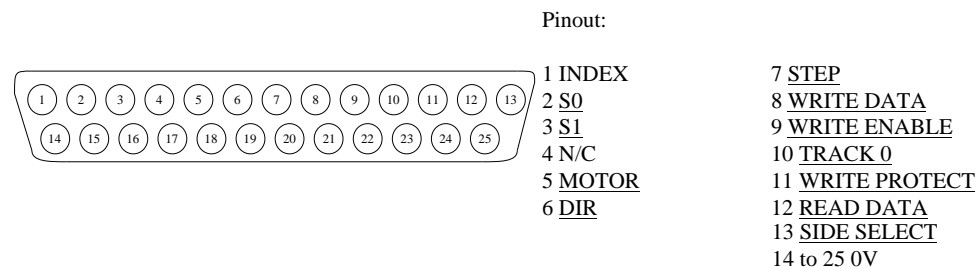 Pinout:
1 2 3 4 5 6 7 8 9 10 11 12 13
14 15 16 17 18 19 20 21 22 23 24 25
1 INDEX
2 S0
3 S1
4 N/C
5 MOTOR
6 DIR
7 STEP
8 WRITE DATA
9 WRITE ENABLE
10 TRACK 0
11 WRITE PROTECT
12 READ DATA
13 SIDE SELECT
14 to 25 0V